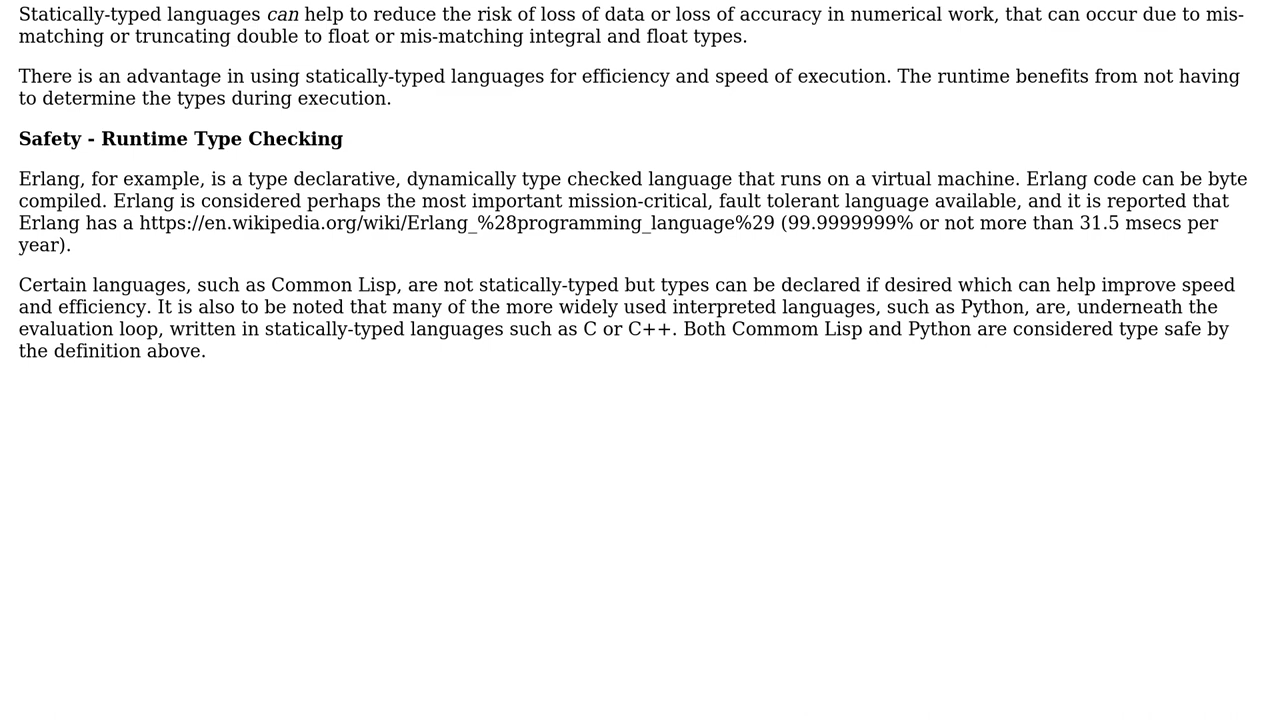 Statically-typed languages can help to reduce the risk of loss of data or loss of accuracy in numerical work, that can occur due to mis-
matching or truncating double to float or mis-matching integral and float types.
There is an advantage in using statically-typed languages for efficiency and speed of execution. The runtime benefits from not having
to determine the types during execution.
Safety - Runtime Type Checking
Erlang, for example, is a type declarative, dynamically type checked language that runs on a virtual machine. Erlang code can be byte
compiled. Erlang is considered perhaps the most important mission-critical, fault tolerant language available, and it is reported that
Erlang has a https://en.wikipedia.org/wiki/Erlang_%28programming_language%29 (99.9999999% or not more than 31.5 msecs per
year).
Certain languages, such as Common Lisp, are not statically-typed but types can be declared if desired which can help improve speed
and efficiency. It is also to be noted that many of the more widely used interpreted languages, such as Python, are, underneath the
evaluation loop, written in statically-typed languages such as C or C++. Both Commom Lisp and Python are considered type safe by
the definition above.